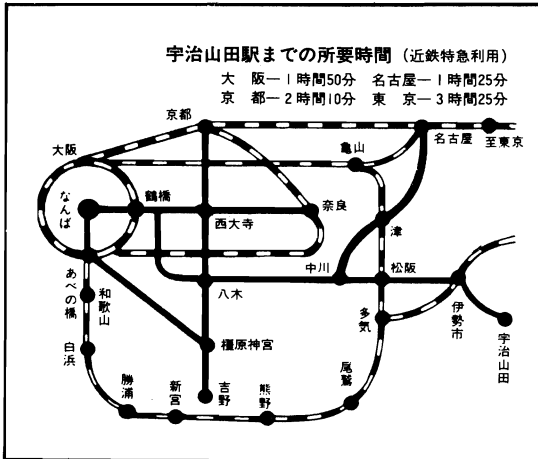 宇治山田駅までの所要時間（近鉄特急利用）
大　阪―1時間50分　名古屋―1時間25分
京　都―2時間10分　東　京―3時間25分
京都
名古屋
至東京
大阪
亀山
なんば
鶴橋
西大寺
奈良
津
あべの橋
八木
中川
松阪
伊勢市
宇治山田
和歌山
多気
白浜
橿原神宮
尾鷲
勝浦
新宮
吉野
熊野